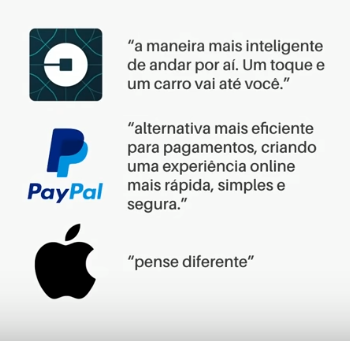 “a maneira mais inteligente
de andar por aí. Um toque e
um carro vai até você.”
“alternativa mais eficiente
para pagamentos, criando
uma experiência online
mais rápida, simples e
segura.”
PayPal
“pense diferente”